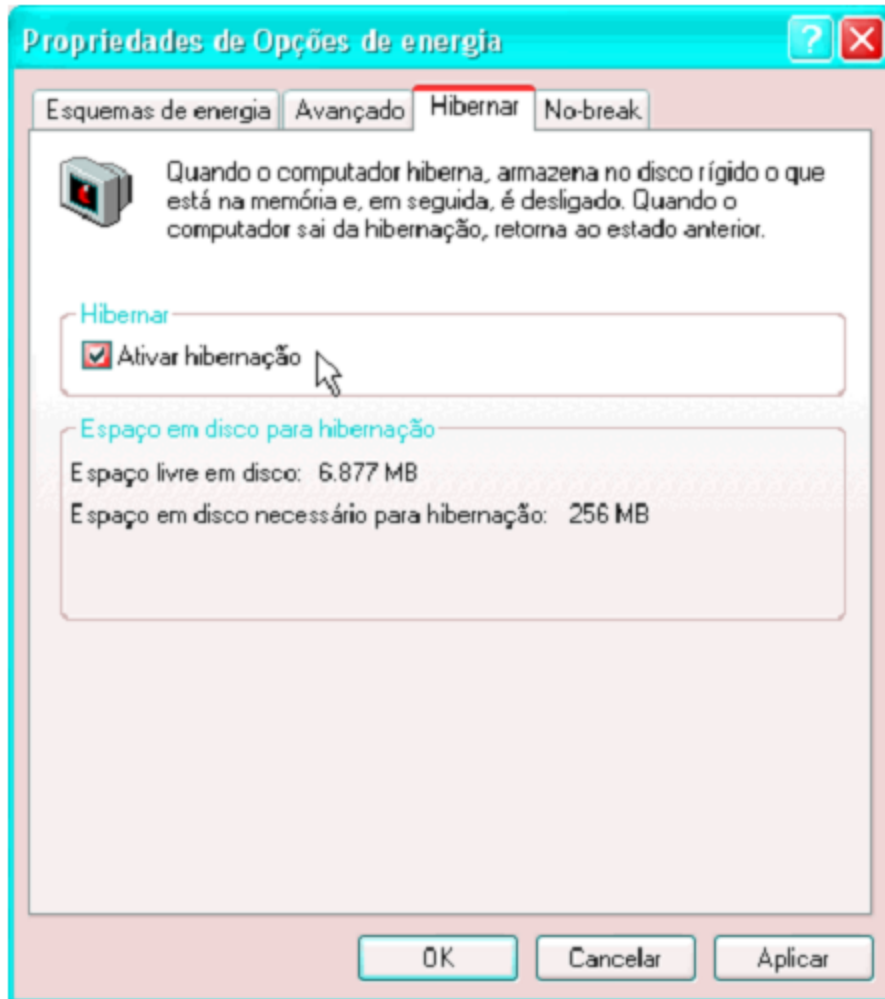 Propriedades de Opções de energia
Esquemas de energia Avançado Hibernar No-break
Quando o computador hiberna, armazena no disco rígido o que
está na memória e, em seguida, é desligado. Quando o
computador sai da hibernação, retorna ao estado anterior.
Hibernar
Ativar hibernação
Espaço em disco para hibernação
Espaço livre em disco: 6.877 MB
Espaço em disco necessário para hibernação: 256 MB
OK Cancelar Aplicar